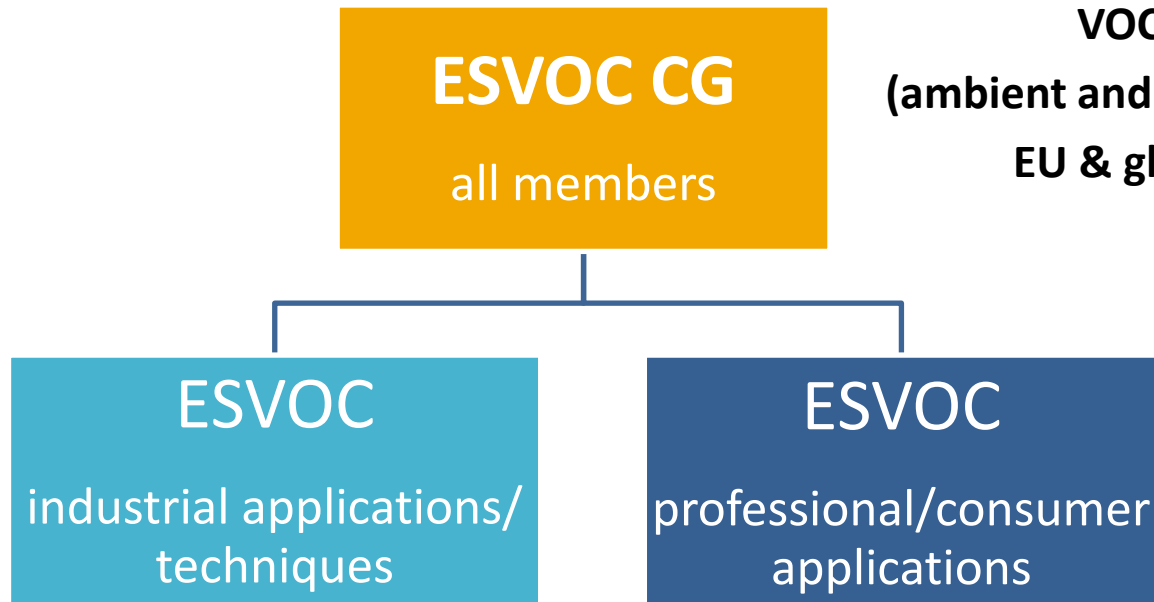 ESVOC CG
all members
VOC
(ambient and
EU &
ESVOC
industrial applications/
techniques
ESVOC
professional/consumer
applications